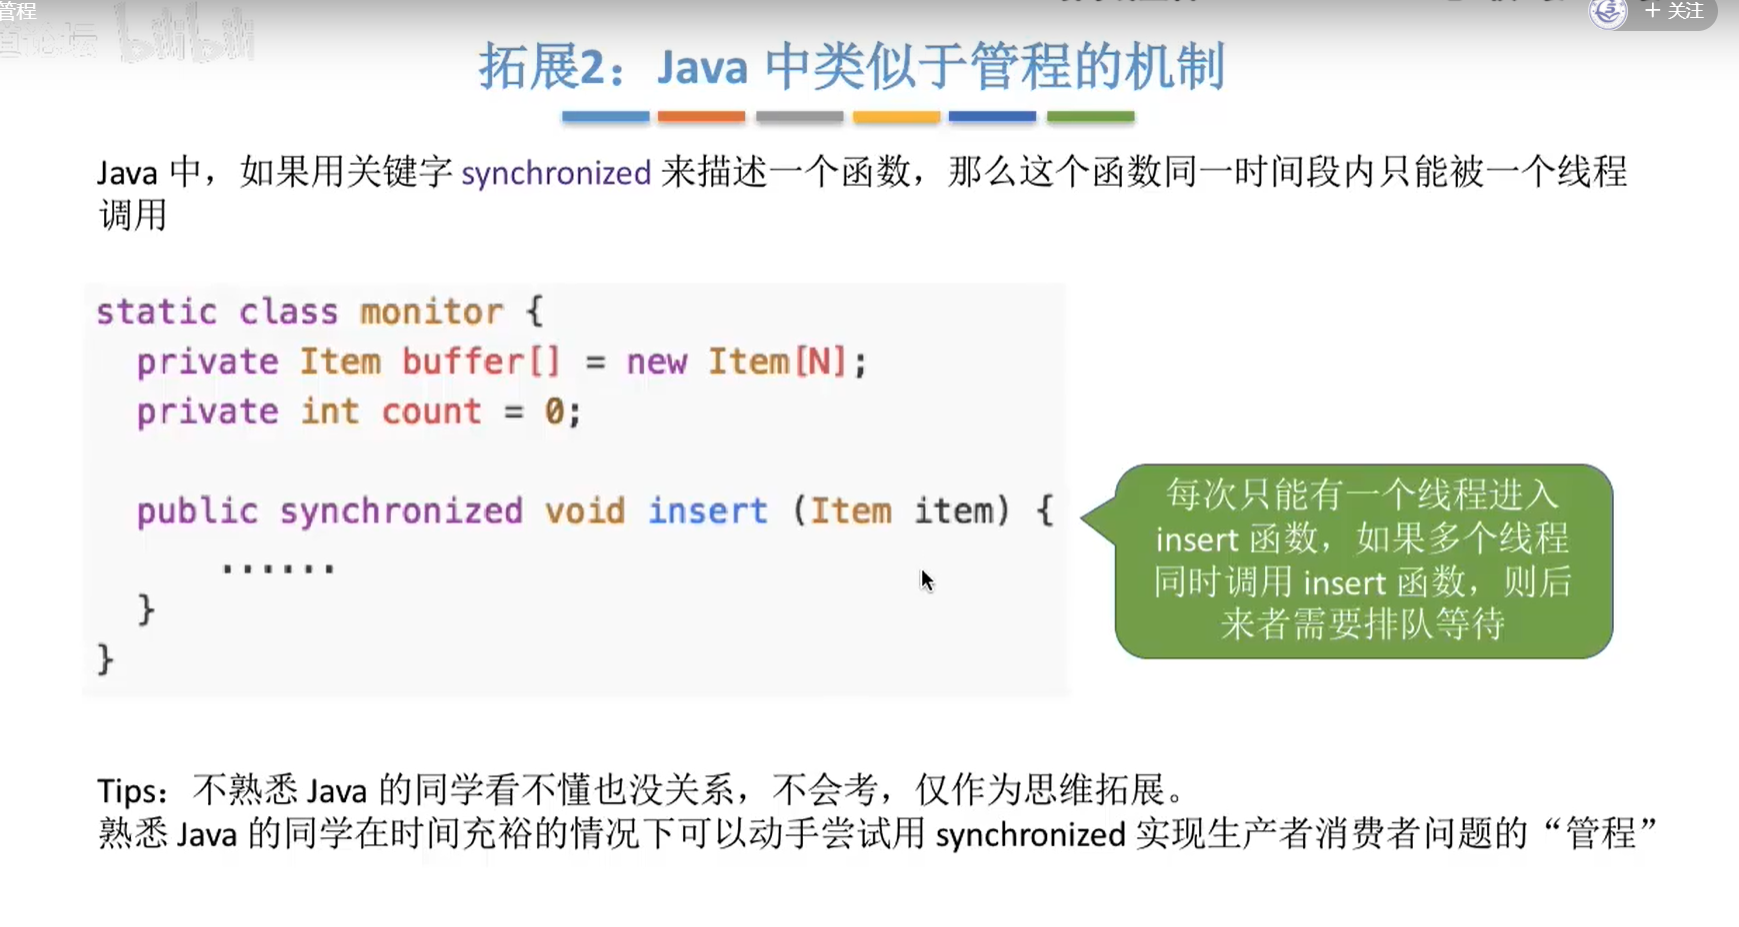 管程
bilibili
+ 关注
拓展2：Java 中类似于管程的机制
Java 中，如果用关键字 synchronized 来描述一个函数，那么这个函数同一时间段内只能被一个线程
调用
static class monitor {
private Item buffer[] = new Item[N];
private int count = 0;
public synchronized void insert (Item item) {
......
}
}
每次只能有一个线程进入
insert 函数，如果多个线程
同时调用 insert 函数，则后
来者需要排队等待
Tips：不熟悉 Java 的同学看不懂也没关系，不会考，仅作为思维拓展。
熟悉 Java 的同学在时间充裕的情况下可以动手尝试用 synchronized 实现生产者消费者问题的“管程”